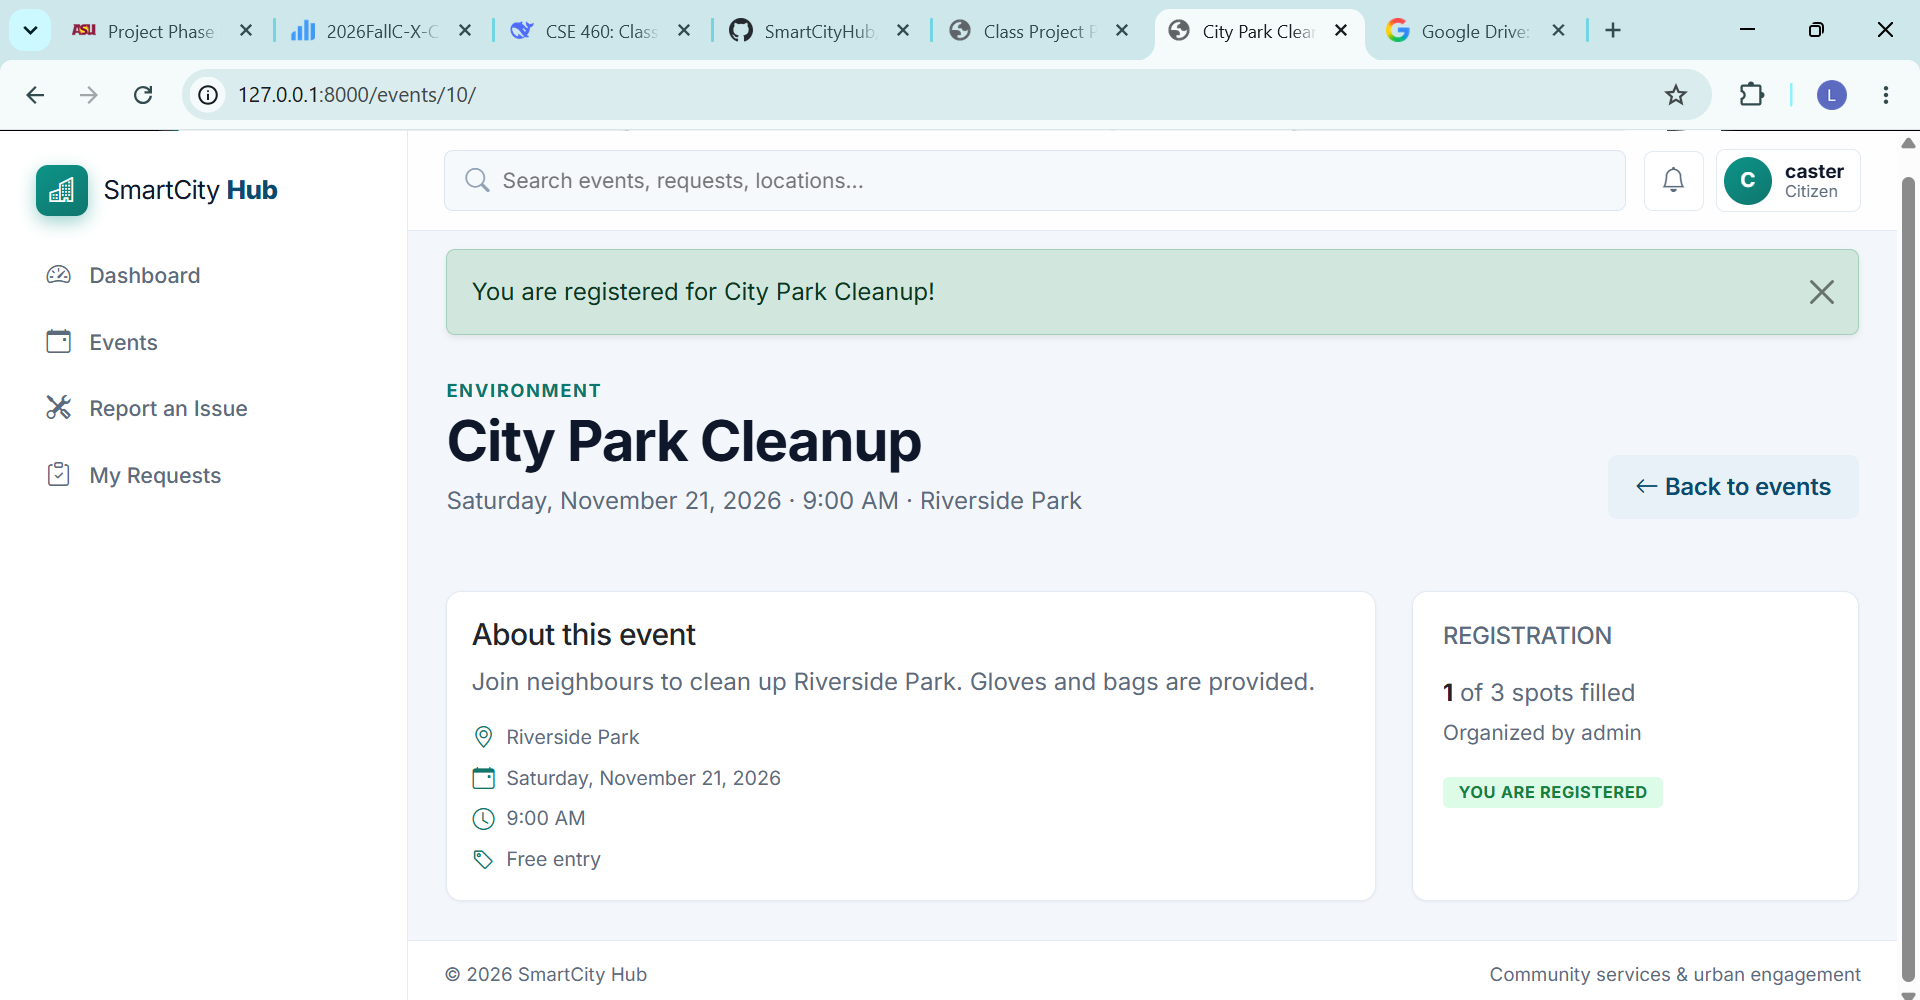 Project Phase
2026FallC-X-C
CSE 460: Class
SmartCityHub
Class Project P
City Park Clean
Google Drive:
127.0.0.1:8000/events/10/
L
SmartCity Hub
Search events, requests, locations...
C
caster
Citizen
Dashboard
Events
Report an Issue
My Requests
You are registered for City Park Cleanup!
ENVIRONMENT
City Park Cleanup
Saturday, November 21, 2026 · 9:00 AM · Riverside Park
← Back to events
About this event
Join neighbours to clean up Riverside Park. Gloves and bags are provided.
Riverside Park
Saturday, November 21, 2026
9:00 AM
Free entry
REGISTRATION
1 of 3 spots filled
Organized by admin
YOU ARE REGISTERED
© 2026 SmartCity Hub
Community services & urban engagement